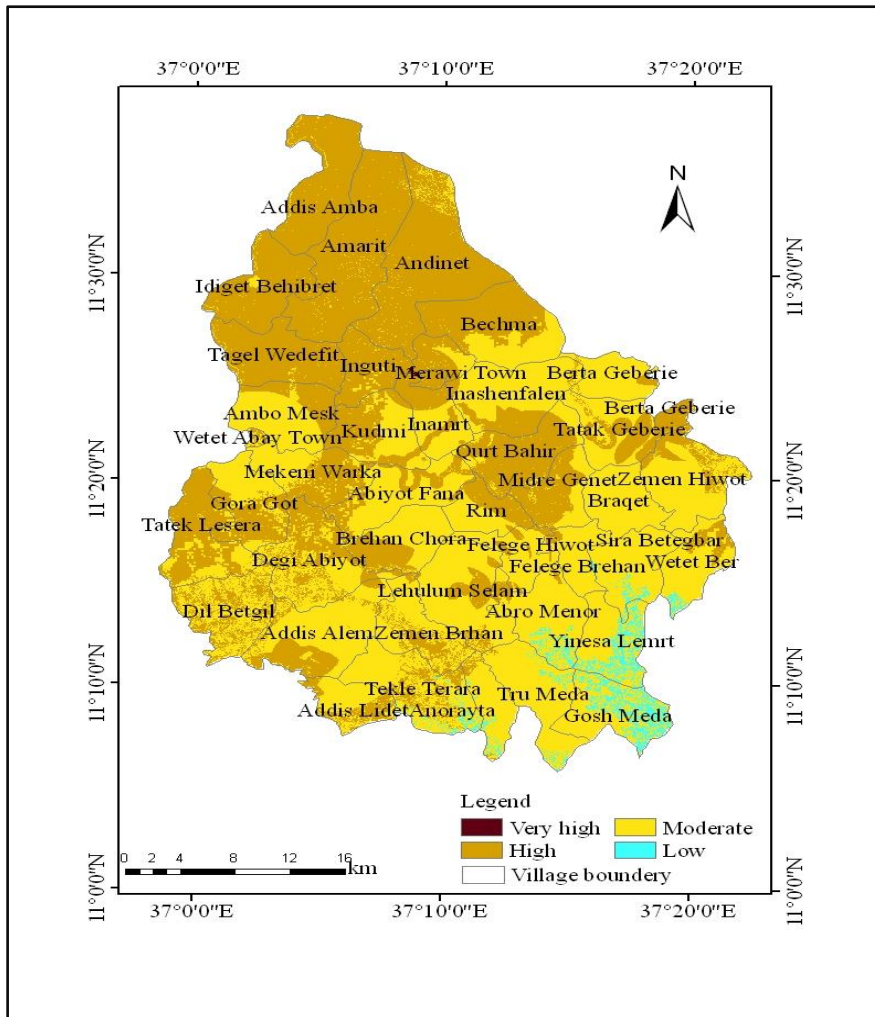 37°0'0"E 37°10'0"E 37°20'0"E
N
11°30'0"N 11°30'0"N
11°20'0"N 11°20'0"N
11°10'0"N 11°10'0"N
11°0'0"N 11°0'0"N
Addis Amba
Amarit
Andinet
Idiget Behibret
Bechma
Tagel Wedefit
Inguti
Merawi Town
Berta Geberie
Inashenfalen
Ambo Mesk
Berta Geberie
Wetet Abay Town
Kudmi
Inamrt
Tatak Geberie
Qurt Bahir
Mekeni Warka
Midre Genet
Zemen Hiwot
Abiyot Fana
Braqet
Gora Got
Rim
Tatek Lesera
Brehan Chora
Felege Hiwot
Sira Betegbar
Degi Abiyot
Felege Brehan
Wetet Ber
Lehulum Selam
Dil Betgil
Abro Menor
Addis Alem
Zemen Brhan
Yinesa Lemrt
Tekle Terara
Tru Meda
Addis Lidet
Anorayta
Gosh Meda
Legend
Very high
Moderate
High
Low
Village boundery
0 2 4 8 12 16 km
37°0'0"E 37°10'0"E 37°20'0"E